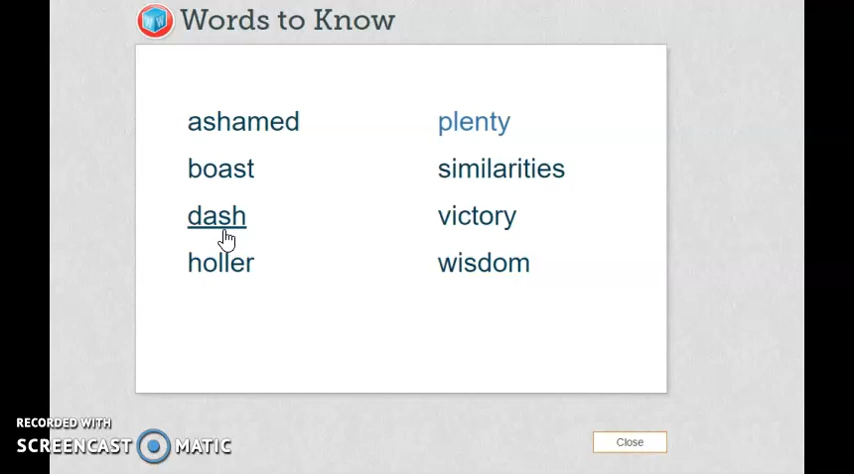 Words to Know
ashamed
boast
dash
holler
plenty
similarities
victory
wisdom
RECORDED WITH
SCREENCAST MATIC
Close